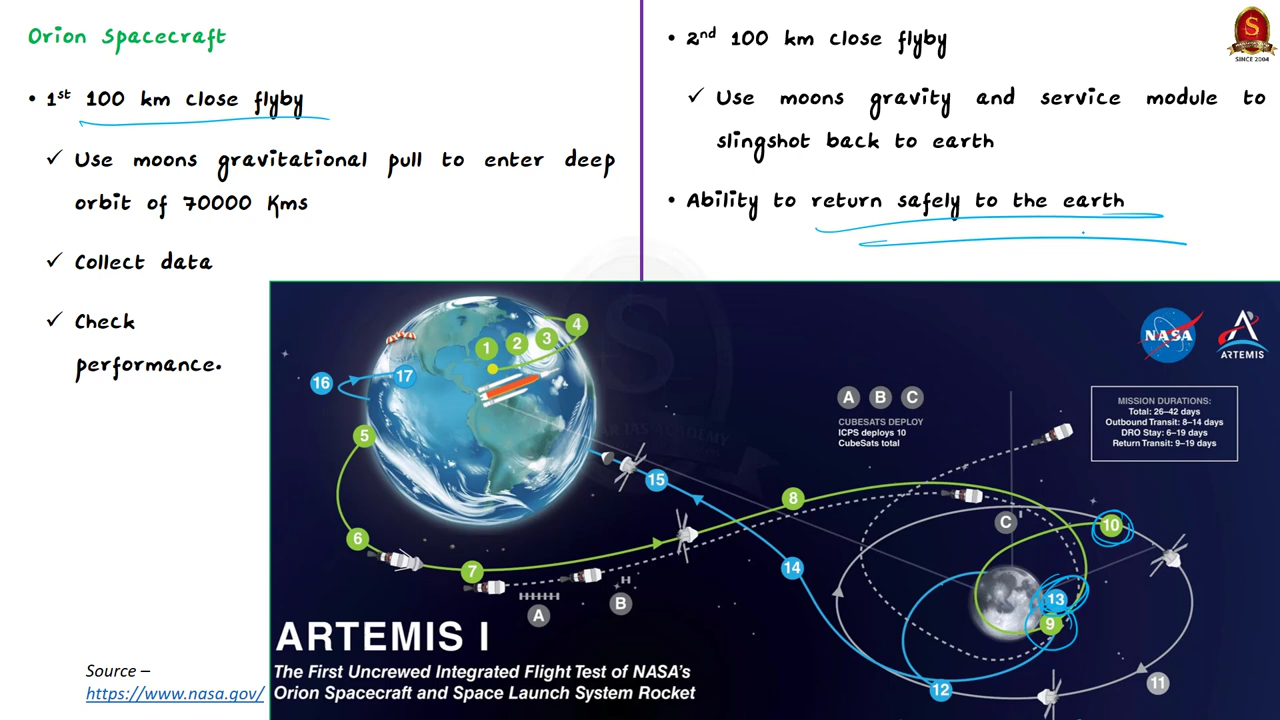 Orion Spacecraft
• 1st 100 km close flyby
✓ Use moons gravitational pull to enter deep
orbit of 70000 Kms
✓ Collect data
✓ Check
performance.
• 2nd 100 km close flyby
✓ Use moons gravity and service module to
slingshot back to earth
• Ability to return safely to the earth
S
SINCE 2004
1
2
3
4
16
17
5
6
7
15
8
14
A B C
CUBESATS DEPLOY
ICPS deploys 10
CubeSats total
NASA
ARTEMIS
MISSION DURATIONS:
Total: 26–42 days
Outbound Transit: 8–14 days
DRO Stay: 6–19 days
Return Transit: 9–19 days
C
10
13
9
12
11
A
B
ARTEMIS I
The First Uncrewed Integrated Flight Test of NASA's
Orion Spacecraft and Space Launch System Rocket
Source –
https://www.nasa.gov/